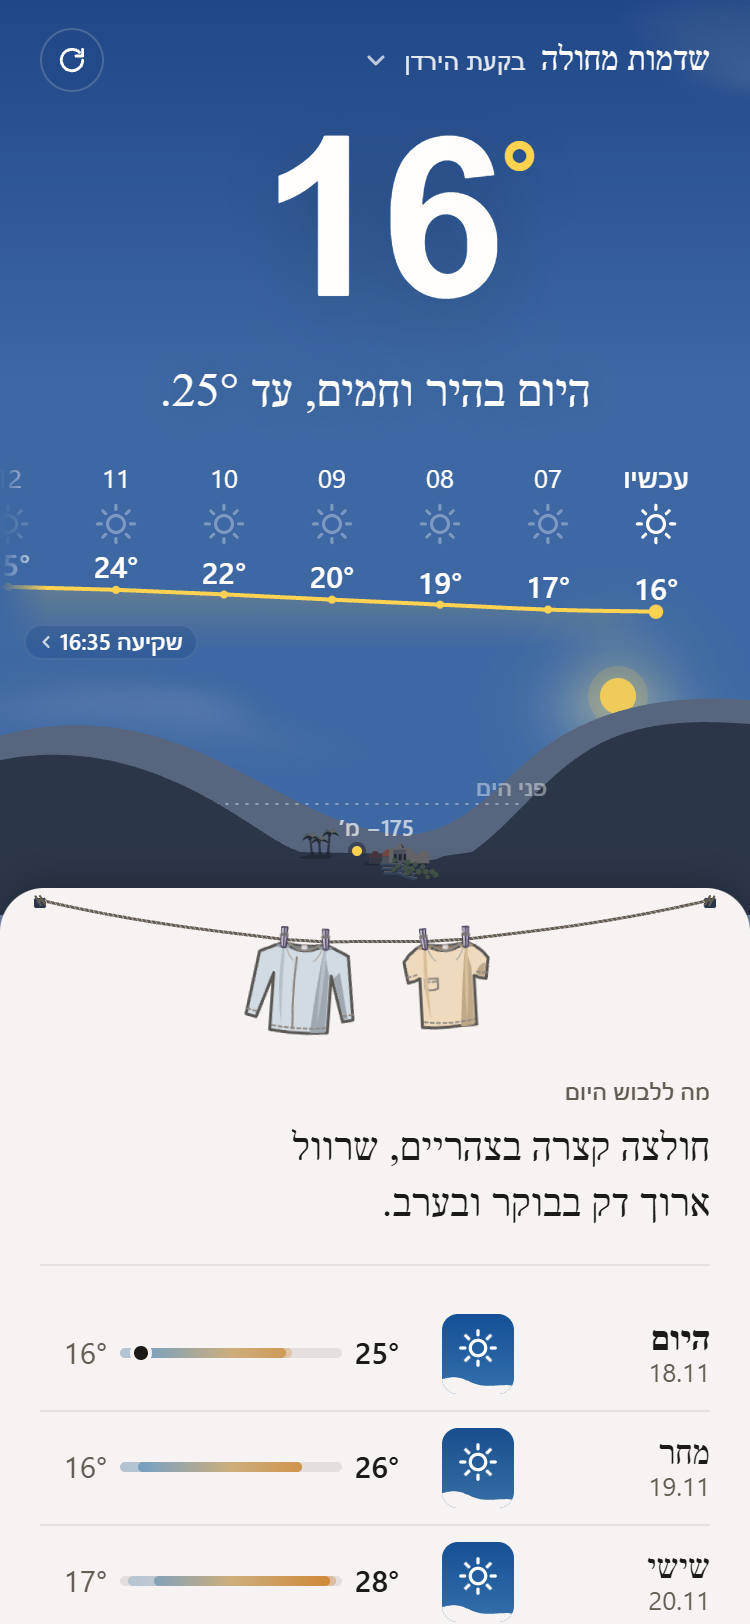 שדמות מחולה בקעת הירדן
16°
היום בהיר וחמים, עד 25°.
עכשיו 07 08 09 10 11 12
16° 17° 19° 20° 22° 24° 5°
שקיעה 16:35
פני הים
−175 מ׳
מה ללבוש היום
חולצה קצרה בצהריים, שרוול
ארוך דק בבוקר ובערב.
היום 25° 16°
18.11
מחר 26° 16°
19.11
שישי 28° 17°
20.11